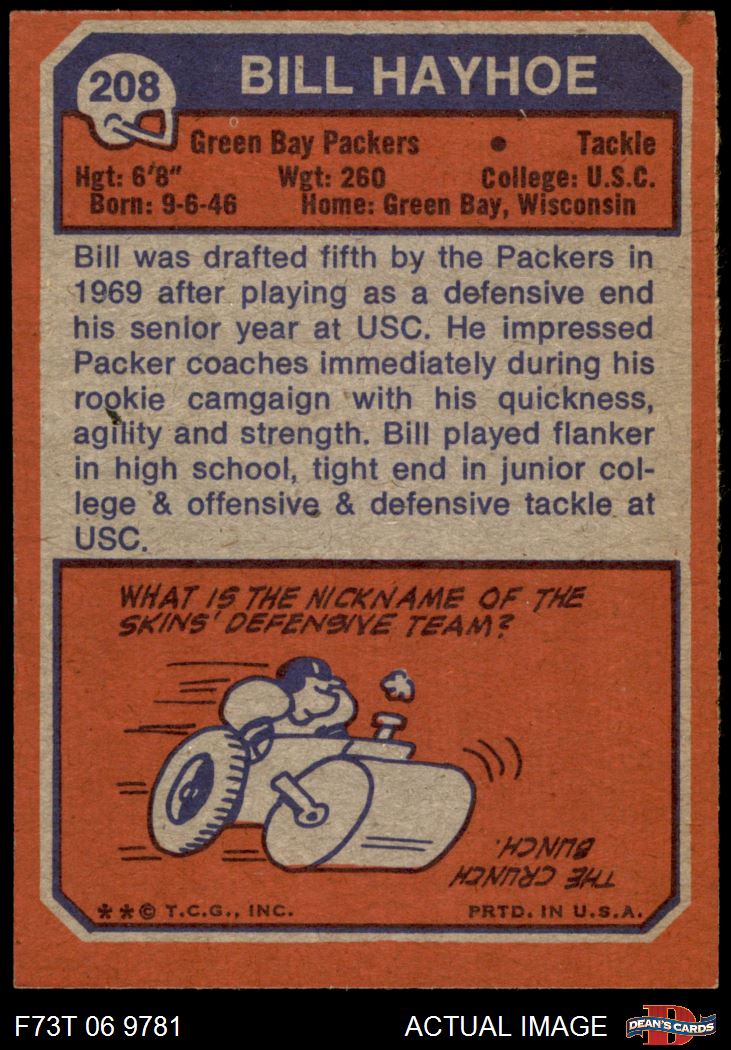 208
BILL HAYHOE
Green Bay Packers • Tackle
Hgt: 6'8" Wgt: 260 College: U.S.C.
Born: 9-6-46 Home: Green Bay, Wisconsin
Bill was drafted fifth by the Packers in
1969 after playing as a defensive end
his senior year at USC. He impressed
Packer coaches immediately during his
rookie camgaign with his quickness,
agility and strength. Bill played flanker
in high school, tight end in junior col-
lege & offensive & defensive tackle at
USC.
WHAT IS THE NICKNAME OF THE
SKINS' DEFENSIVE TEAM?
THE CRUNCH
BUNCH.
**© T.C.G., INC. PRTD. IN U.S.A.
F73T 06 9781 ACTUAL IMAGE
D
DEAN'S CARDS